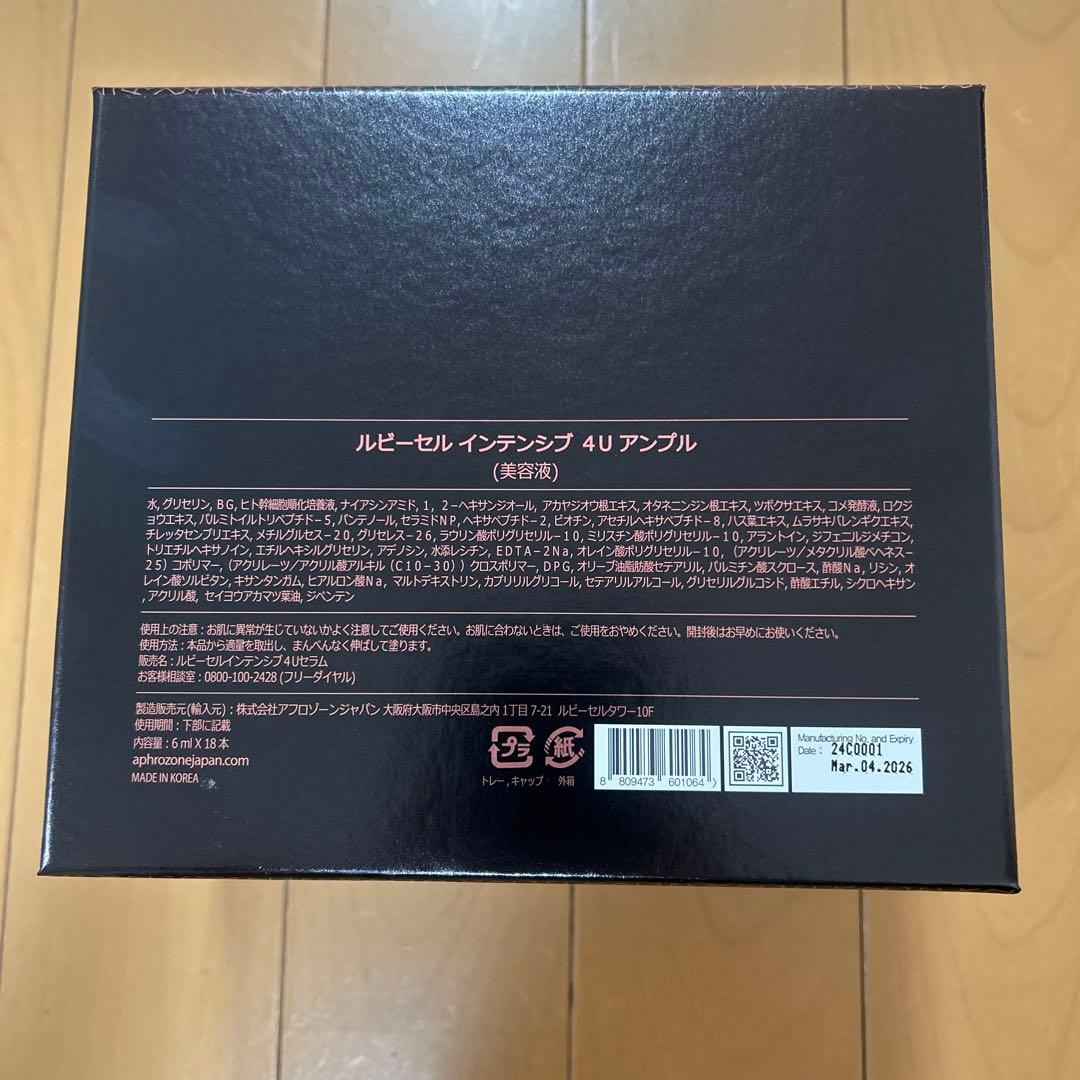 ルビーセル インテンシブ 4U アンプル
(美容液)
水, グリセリン, BG, ヒト幹細胞順化培養液, ナイアシンアミド, 1, 2-ヘキサンジオール, アカヤジオウ根エキス, オタネニンジン根エキス, ツボクサエキス, コメ発酵液, ロクジ
ョウエキス, パルミトイルトリペプチド-5, パンテノール, セラミドNP, ヘキサペプチド-2, ビオチン, アセチルヘキサペプチド-8, ハス葉エキス, ムラサキバレンギクエキス,
チレッタセンブリエキス, メチルグルセス-20, グリセレス-26, ラウリン酸ポリグリセリル-10, ミリスチン酸ポリグリセリル-10, アラントイン, ジフェニルジメチコン,
トリエチルヘキサノイン, エチルヘキシルグリセリン, アデノシン, 水添レシチン, EDTA-2Na, オレイン酸ポリグリセリル-10, (アクリレーツ/メタクリル酸ベヘネス-
25) コポリマー, (アクリレーツ/アクリル酸アルキル (C10-30)) クロスポリマー, DPG, オリーブ油脂肪酸セテアリル, パルミチン酸スクロース, 酢酸Na, リシン, オ
レイン酸ソルビタン, キサンタンガム, ヒアルロン酸Na, マルトデキストリン, カプリリルグリコール, セテアリルアルコール, グリセリルグルコシド, 酢酸エチル, シクロヘキサン
, アクリル酸, セイヨウアカマツ葉油, ジペンテン
使用上の注意 : お肌に異常が生じていないかよく注意してご使用ください。お肌に合わないときは、ご使用をおやめください。開封後はお早めにお使いください。
使用方法 : 本品から適量を取出し、まんべんなく伸ばして塗ります。
販売名 : ルビーセルインテンシブ4Uセラム
お客様相談室 : 0800-100-2428 (フリーダイヤル)
製造販売元(輸入元) : 株式会社アフロゾーンジャパン 大阪府大阪市中央区島之内1丁目7-21 ルビーセルタワー10F
使用期間 : 下部に記載
内容量 : 6 ml X 18 本
aphrozonejapan.com
MADE IN KOREA
プラ
トレー, キャップ
紙
外箱
8 809473 601064
Manufacturing No. and Expiry
Date : 24C0001
Mar.04.2026